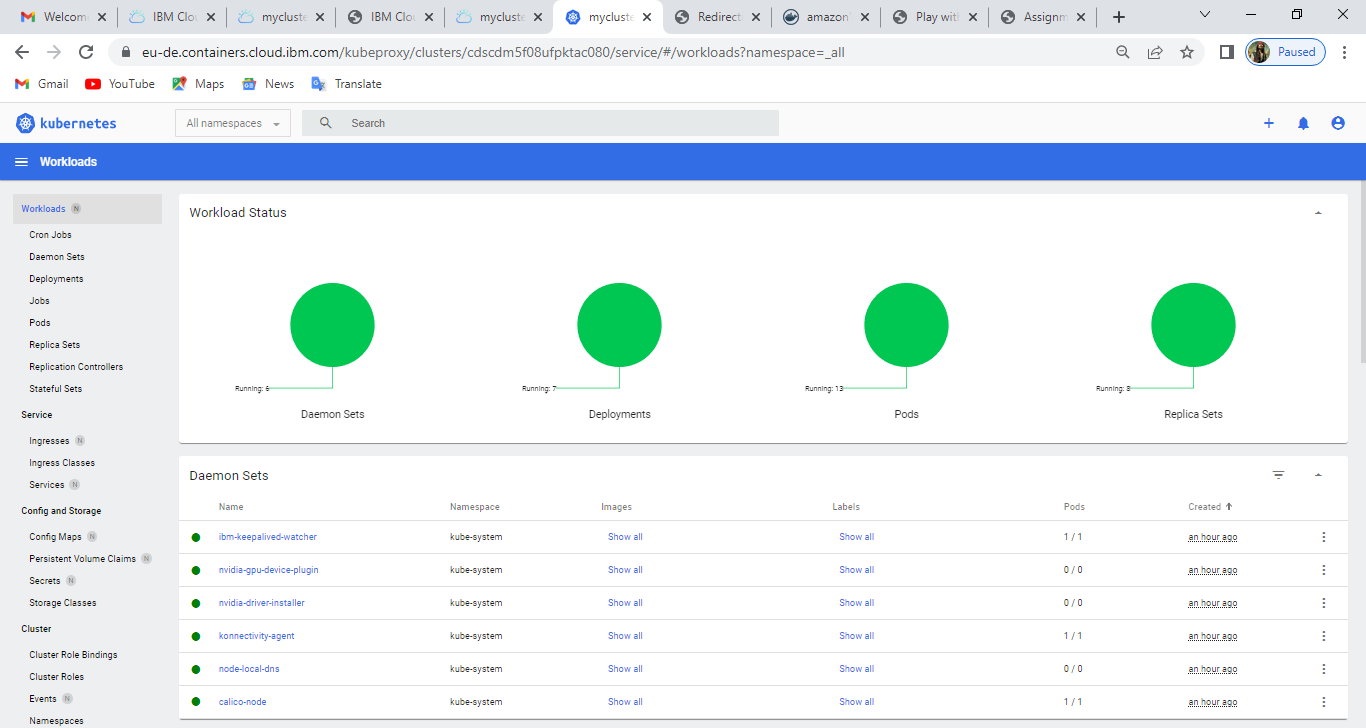 Welcome
IBM Clou
mycluste
IBM Clou
mycluste
mycluste
Redirect
amazon
Play with
Assignm
eu-de.containers.cloud.ibm.com/kubeproxy/clusters/cdscdm5f08ufpktac080/service/#/workloads?namespace=_all
Paused
Gmail YouTube Maps News Translate
kubernetes
All namespaces
Search
Workloads
Workloads N
Cron Jobs
Daemon Sets
Deployments
Jobs
Pods
Replica Sets
Replication Controllers
Stateful Sets
Service
Ingresses N
Ingress Classes
Services N
Config and Storage
Config Maps N
Persistent Volume Claims N
Secrets N
Storage Classes
Cluster
Cluster Role Bindings
Cluster Roles
Events N
Namespaces
Workload Status
Running: 6
Running: 7
Running: 13
Running: 8
Daemon Sets
Deployments
Pods
Replica Sets
Daemon Sets
Name Namespace Images Labels Pods Created
ibm-keepalived-watcher kube-system Show all Show all 1 / 1 an hour ago
nvidia-gpu-device-plugin kube-system Show all Show all 0 / 0 an hour ago
nvidia-driver-installer kube-system Show all Show all 0 / 0 an hour ago
konnectivity-agent kube-system Show all Show all 1 / 1 an hour ago
node-local-dns kube-system Show all Show all 0 / 0 an hour ago
calico-node kube-system Show all Show all 1 / 1 an hour ago